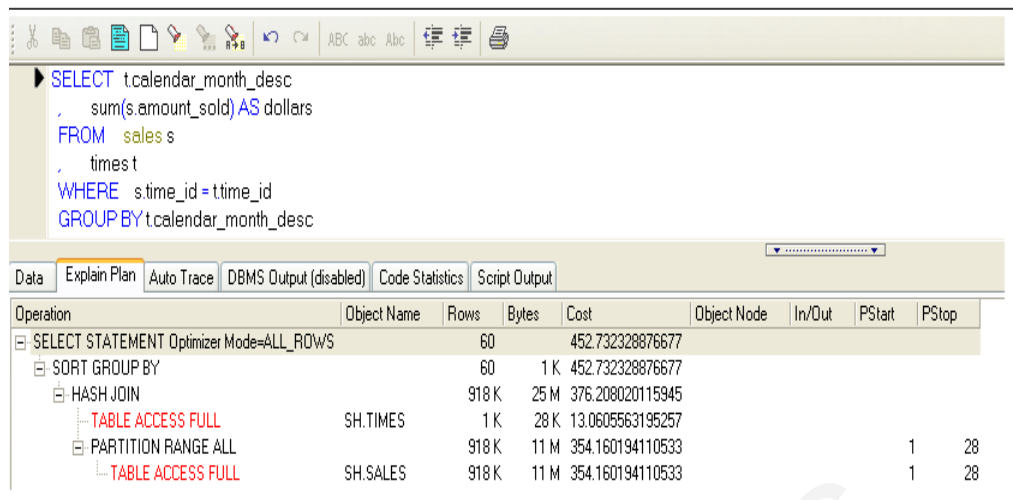 A→B ABC abc Abc
SELECT t.calendar_month_desc
, sum(s.amount_sold) AS dollars
FROM sales s
, times t
WHERE s.time_id = t.time_id
GROUP BY t.calendar_month_desc
Data Explain Plan Auto Trace DBMS Output (disabled) Code Statistics Script Output
Operation Object Name Rows Bytes Cost Object Node In/Out PStart PStop
SELECT STATEMENT Optimizer Mode=ALL_ROWS 60 452.732328876677
SORT GROUP BY 60 1 K 452.732328876677
HASH JOIN 918 K 25 M 376.208020115945
TABLE ACCESS FULL SH.TIMES 1 K 28 K 13.0605563195257
PARTITION RANGE ALL 918 K 11 M 354.160194110533 1 28
TABLE ACCESS FULL SH.SALES 918 K 11 M 354.160194110533 1 28